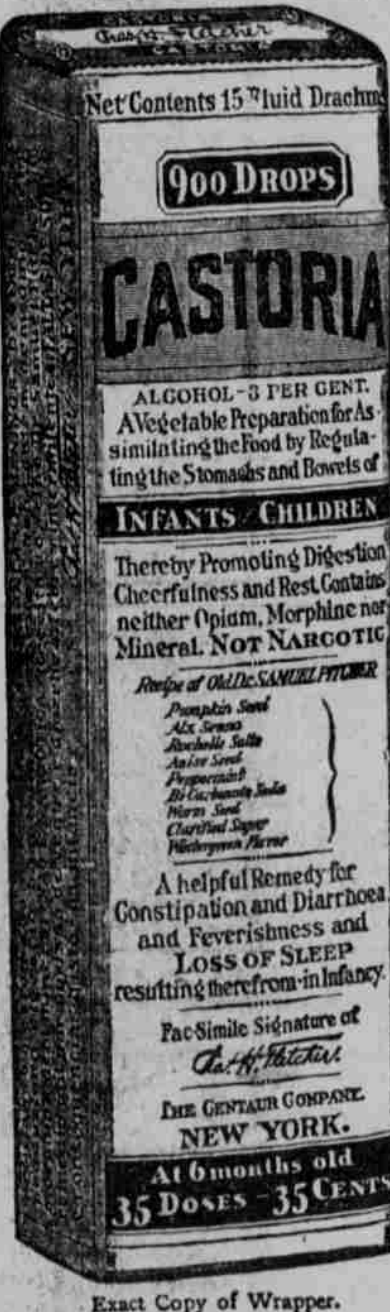 Chas. H. Fletcher
CASTORIA
Net Contents 15 Fluid Drachm
900 DROPS
CASTORIA
ALCOHOL-3 PER CENT.
A Vegetable Preparation for As
similating the Food by Regula-
ting the Stomachs and Bowels of
INFANTS CHILDREN
Thereby Promoting Digestion
Cheerfulness and Rest. Contains
neither Opium, Morphine nor
Mineral. NOT NARCOTIC
Recipe of Old Dr. SAMUEL PITCHER
Pumpkin Seed
Alx Senna
Rochelle Salts
Anise Seed
Peppermint
Bi Carbonate Soda
Worm Seed
Clarified Sugar
Wintergreen Flavor
A helpful Remedy for
Constipation and Diarrhoea
and Feverishness and
LOSS OF SLEEP
resulting therefrom-in Infancy.
Fac-Simile Signature of
Chas. H. Fletcher.
THE CENTAUR COMPANY.
NEW YORK.
At 6 months old
35 DOSES - 35 CENTS
Exact Copy of Wrapper.